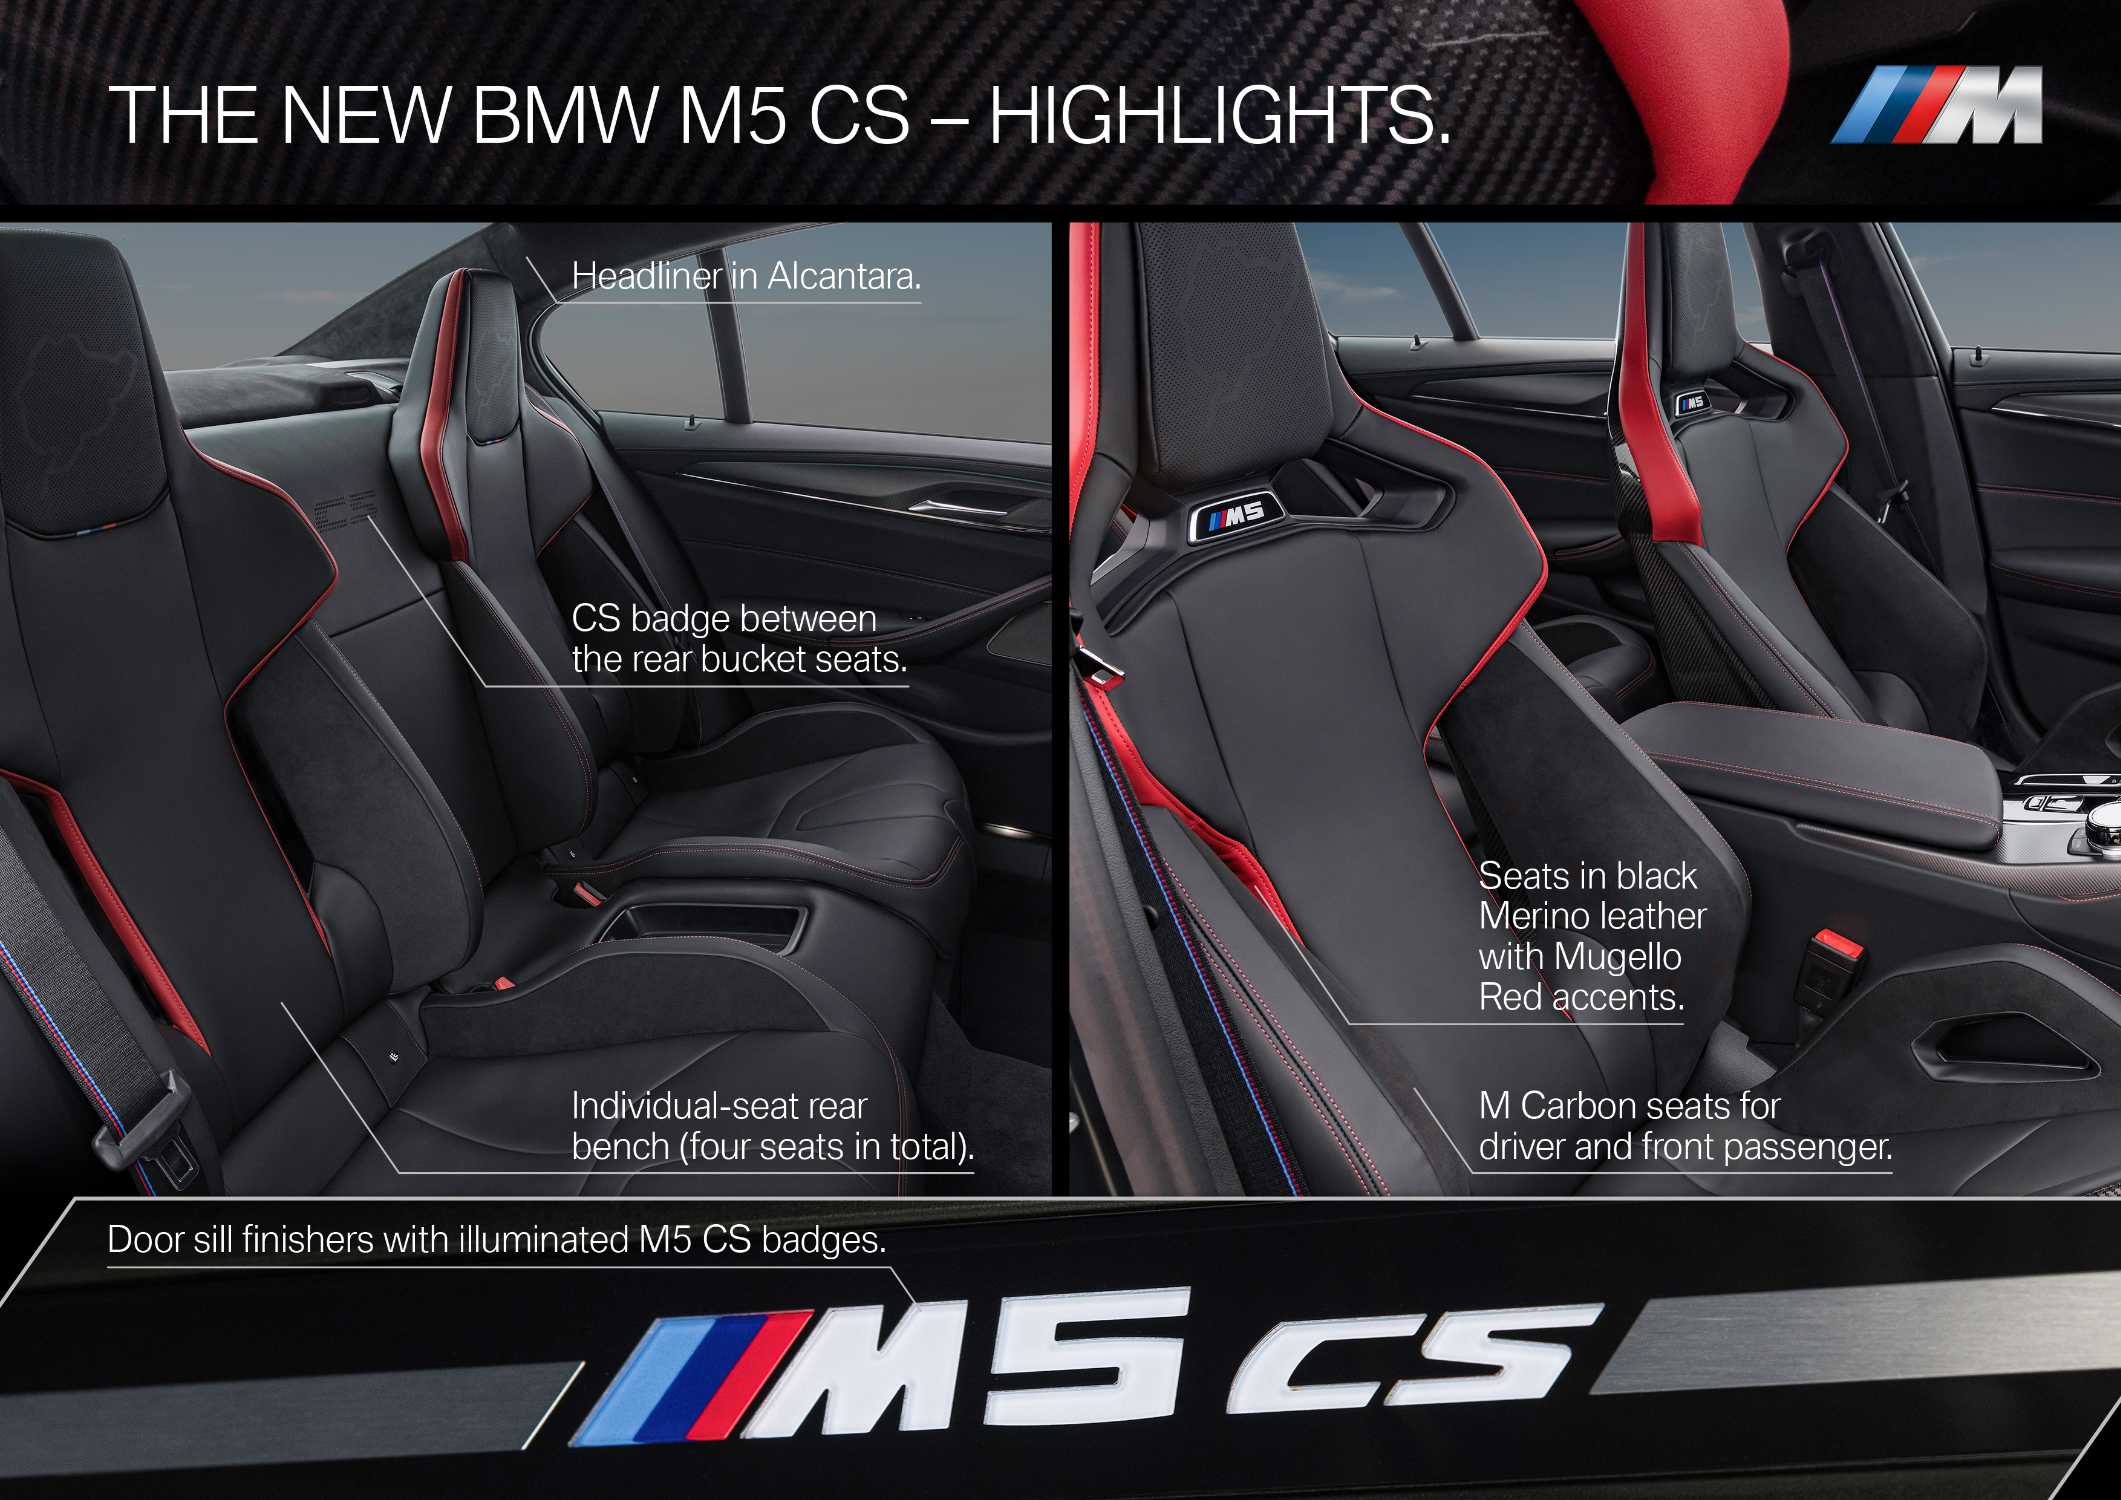 THE NEW BMW M5 CS – HIGHLIGHTS.
M
Headliner in Alcantara.
CS badge between
the rear bucket seats.
Individual-seat rear
bench (four seats in total).
M5
M5
Seats in black
Merino leather
with Mugello
Red accents.
M Carbon seats for
driver and front passenger.
Door sill finishers with illuminated M5 CS badges.
M5 CS